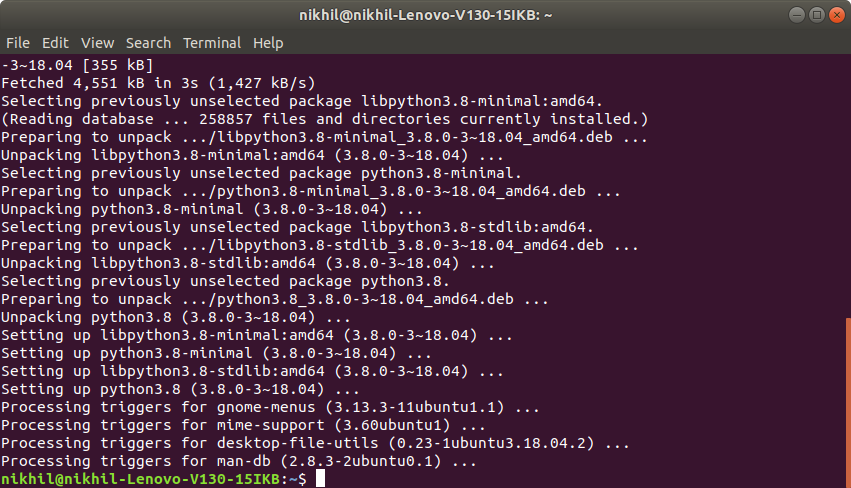 nikhil@nikhil-Lenovo-V130-15IKB: ~
File Edit View Search Terminal Help
-3~18.04 [355 kB]
Fetched 4,551 kB in 3s (1,427 kB/s)
Selecting previously unselected package libpython3.8-minimal:amd64.
(Reading database ... 258857 files and directories currently installed.)
Preparing to unpack .../libpython3.8-minimal_3.8.0-3~18.04_amd64.deb ...
Unpacking libpython3.8-minimal:amd64 (3.8.0-3~18.04) ...
Selecting previously unselected package python3.8-minimal.
Preparing to unpack .../python3.8-minimal_3.8.0-3~18.04_amd64.deb ...
Unpacking python3.8-minimal (3.8.0-3~18.04) ...
Selecting previously unselected package libpython3.8-stdlib:amd64.
Preparing to unpack .../libpython3.8-stdlib_3.8.0-3~18.04_amd64.deb ...
Unpacking libpython3.8-stdlib:amd64 (3.8.0-3~18.04) ...
Selecting previously unselected package python3.8.
Preparing to unpack .../python3.8_3.8.0-3~18.04_amd64.deb ...
Unpacking python3.8 (3.8.0-3~18.04) ...
Setting up libpython3.8-minimal:amd64 (3.8.0-3~18.04) ...
Setting up python3.8-minimal (3.8.0-3~18.04) ...
Setting up libpython3.8-stdlib:amd64 (3.8.0-3~18.04) ...
Setting up python3.8 (3.8.0-3~18.04) ...
Processing triggers for gnome-menus (3.13.3-11ubuntu1.1) ...
Processing triggers for mime-support (3.60ubuntu1) ...
Processing triggers for desktop-file-utils (0.23-1ubuntu3.18.04.2) ...
Processing triggers for man-db (2.8.3-2ubuntu0.1) ...
nikhil@nikhil-Lenovo-V130-15IKB:~$